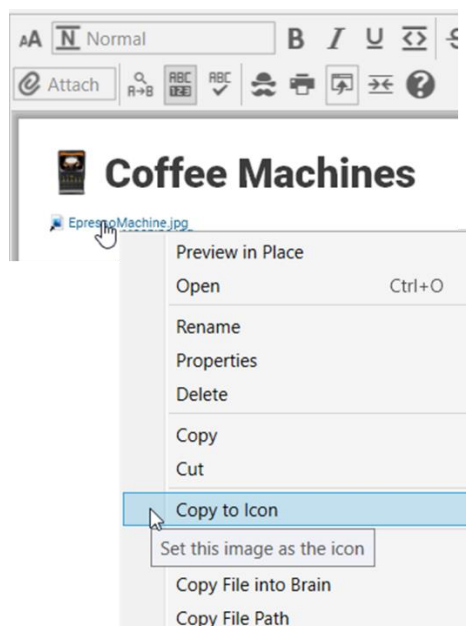 AA N Normal B I U <> S
Attach A→B ABC 123 ABC ?
Coffee Machines
EpressoMachine.jpg
Preview in Place
Open Ctrl+O
Rename
Properties
Delete
Copy
Cut
Copy to Icon
Set this image as the icon
Copy File into Brain
Copy File Path